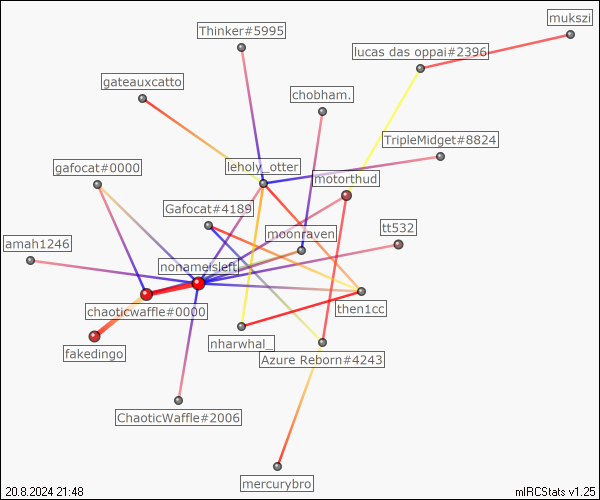 mukszi
Thinker#5995
lucas das oppai#2396
gateauxcatto
chobham.
TripleMidget#8824
gafocat#0000
leholy_otter
motorthud
Gafocat#4189
tt532
moonraven
amah1246
nonameisleft
chaoticwaffle#0000
then1cc
nharwhal_
fakedingo
Azure Reborn#4243
ChaoticWaffle#2006
mercurybro
20.8.2024 21:48
mIRCStats v1.25